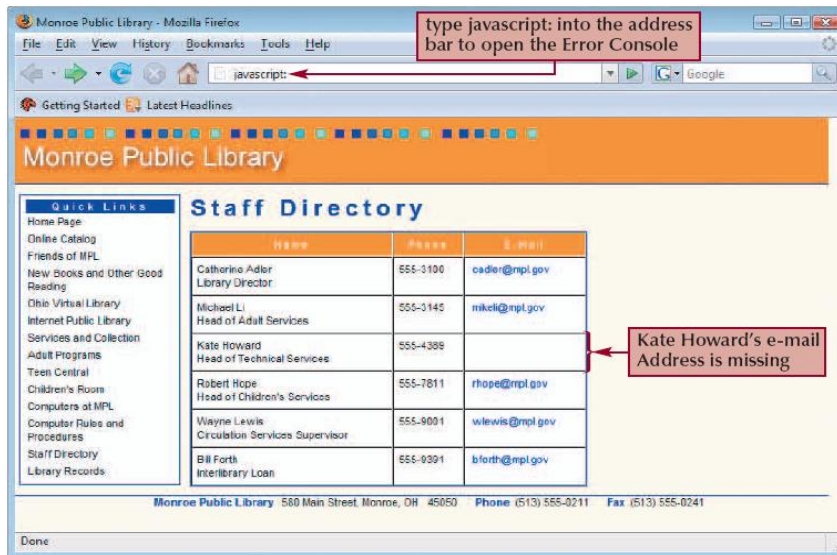 Monroe Public Library - Mozilla Firefox
type javascript: into the address
bar to open the Error Console
File Edit View History Bookmarks Tools Help
javascript:
Google
Getting Started Latest Headlines
Monroe Public Library
Quick Links
Home Page
Online Catalog
Friends of MPL
New Books and Other Good
Reading
Ohio Virtual Library
Internet Public Library
Services and Collection
Adult Programs
Teen Central
Children's Room
Computers at MPL
Computer Rules and
Procedures
Staff Directory
Library Records
Staff Directory
Name Phone E-Mail
Catherine Adler 555-3100 cadler@mpl.gov
Library Director
Michael Li 555-3145 mikeli@mpl.gov
Head of Adult Services
Kate Howard 555-4389
Head of Technical Services
Kate Howard's e-mail
Address is missing
Robert Hope 555-7811 rhope@mpl.gov
Head of Children's Services
Wayne Lewis 555-9001 wlewis@mpl.gov
Circulation Services Supervisor
Bill Forth 555-9391 bforth@mpl.gov
Interlibrary Loan
Monroe Public Library 580 Main Street, Monroe, OH 45050 Phone (513) 555-0211 Fax (513) 555-0241
Done